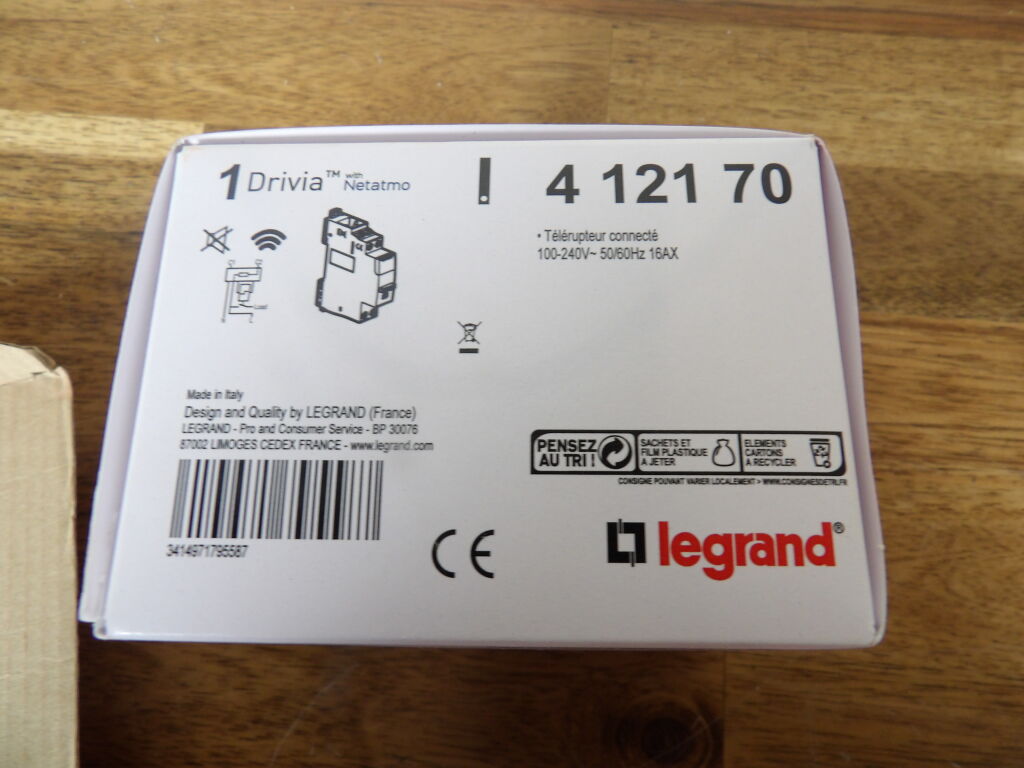 1 Drivia™ with Netatmo
4 121 70
• Télérupteur connecté
100-240V~ 50/60Hz 16AX
Load
Made in Italy
Design and Quality by LEGRAND (France)
LEGRAND - Pro and Consumer Service - BP 30076
87002 LIMOGES CEDEX FRANCE - www.legrand.com
3414971795587
PENSEZ
AU TRI !
SACHETS ET
FILM PLASTIQUE
A JETER
ELEMENTS
CARTONS
A RECYCLER
CONSIGNE POUVANT VARIER LOCALEMENT > WWW.CONSIGNESDETRI.FR
CE
legrand®